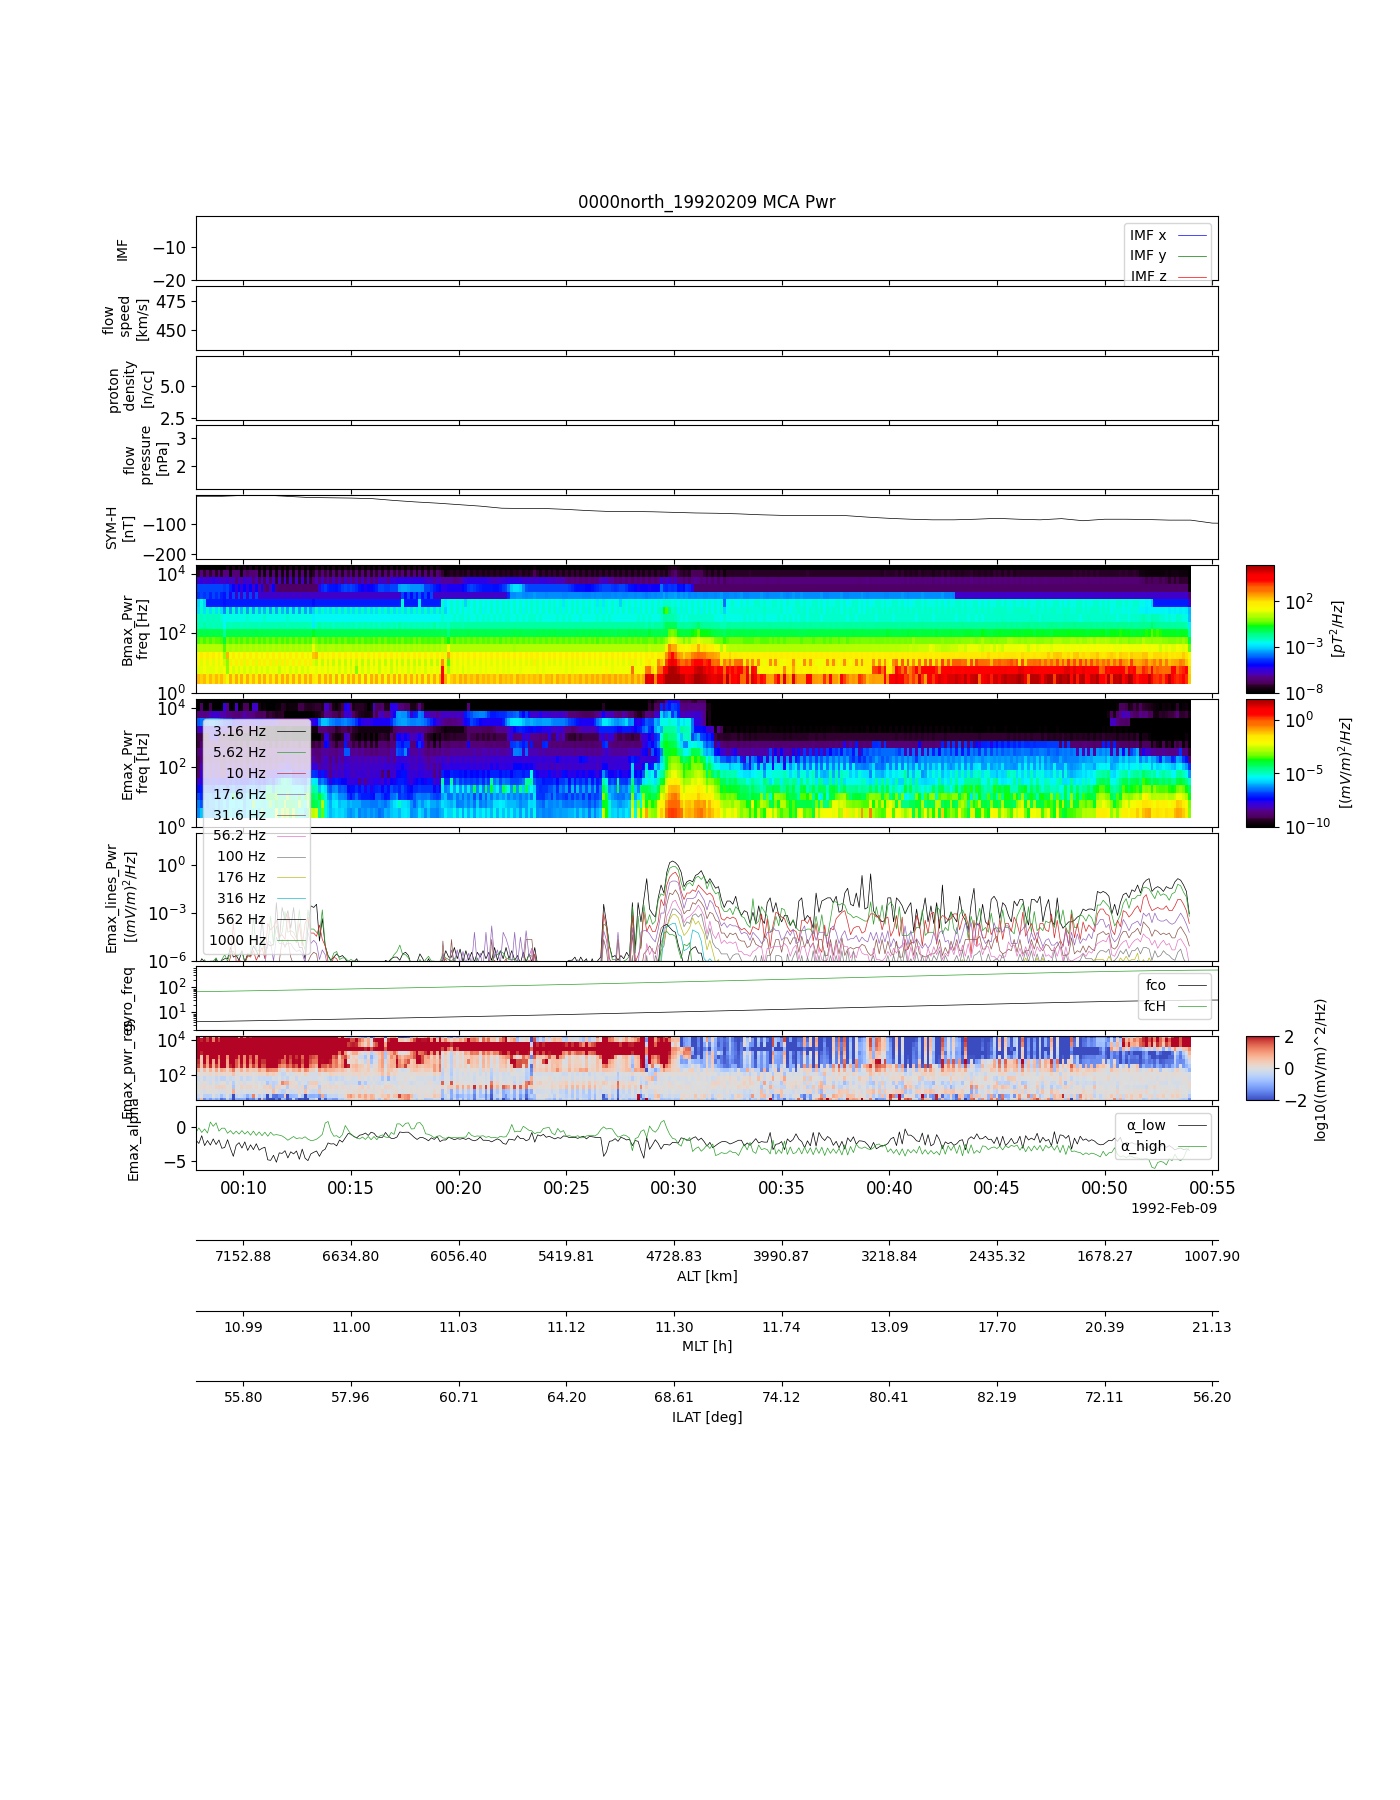 0000north_19920209 MCA Pwr
IMF
−10
−20
IMF x
IMF y
IMF z
flow
speed
[km/s]
475
450
proton
density
[n/cc]
5.0
2.5
flow
pressure
[nPa]
3
2
SYM-H
[nT]
−100
−200
Bmax_Pwr
freq [Hz]
10^4
10^2
10^0
10^2
10^−3
10^−8
[pT^2/Hz]
Emax_Pwr
freq [Hz]
10^4
10^2
10^0
10^0
10^−5
10^−10
[(mV/m)^2/Hz]
3.16 Hz
5.62 Hz
10 Hz
17.6 Hz
31.6 Hz
56.2 Hz
100 Hz
176 Hz
316 Hz
562 Hz
1000 Hz
Emax_lines_Pwr
[(mV/m)^2/Hz]
10^0
10^−3
10^−6
gyro_freq
10^2
10^1
fco
fcH
Emax_pwr_res
10^4
10^2
2
0
−2
log10((mV/m)^2/Hz)
Emax_alpha
0
−5
α_low
α_high
00:10 00:15 00:20 00:25 00:30 00:35 00:40 00:45 00:50 00:55
1992-Feb-09
7152.88 6634.80 6056.40 5419.81 4728.83 3990.87 3218.84 2435.32 1678.27 1007.90
ALT [km]
10.99 11.00 11.03 11.12 11.30 11.74 13.09 17.70 20.39 21.13
MLT [h]
55.80 57.96 60.71 64.20 68.61 74.12 80.41 82.19 72.11 56.20
ILAT [deg]